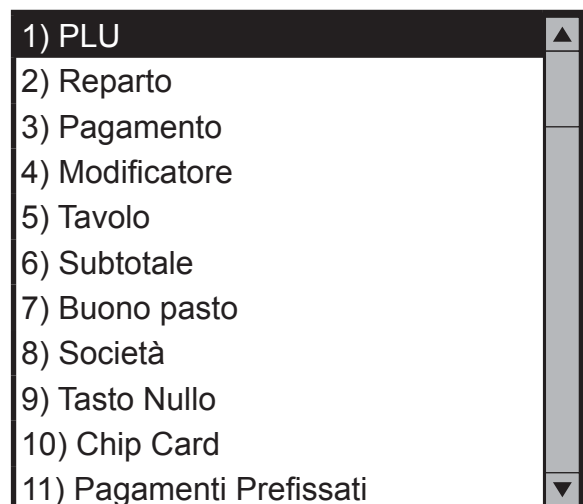 1) PLU
2) Reparto
3) Pagamento
4) Modificatore
5) Tavolo
6) Subtotale
7) Buono pasto
8) Società
9) Tasto Nullo
10) Chip Card
11) Pagamenti Prefissati